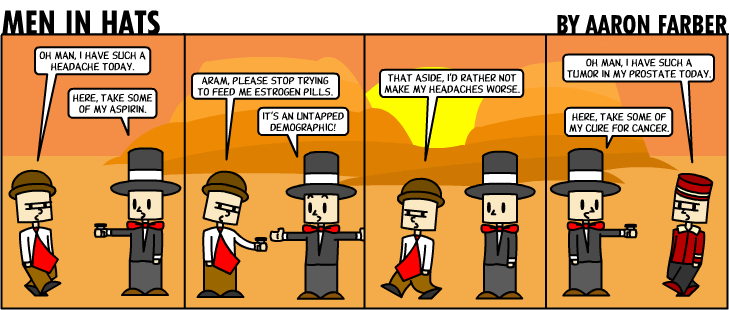 MEN IN HATS
BY AARON FARBER
OH MAN, I HAVE SUCH A
HEADACHE TODAY.
HERE, TAKE SOME
OF MY ASPIRIN.
ARAM, PLEASE STOP TRYING
TO FEED ME ESTROGEN PILLS.
IT'S AN UNTAPPED
DEMOGRAPHIC!
THAT ASIDE, I'D RATHER NOT
MAKE MY HEADACHES WORSE.
OH MAN, I HAVE SUCH A
TUMOR IN MY PROSTATE TODAY.
HERE, TAKE SOME OF
MY CURE FOR CANCER.